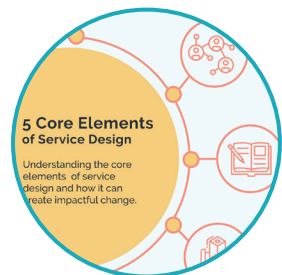 5 Core Elements
of Service Design
Understanding the core
elements of service
design and how it can
create impactful change.